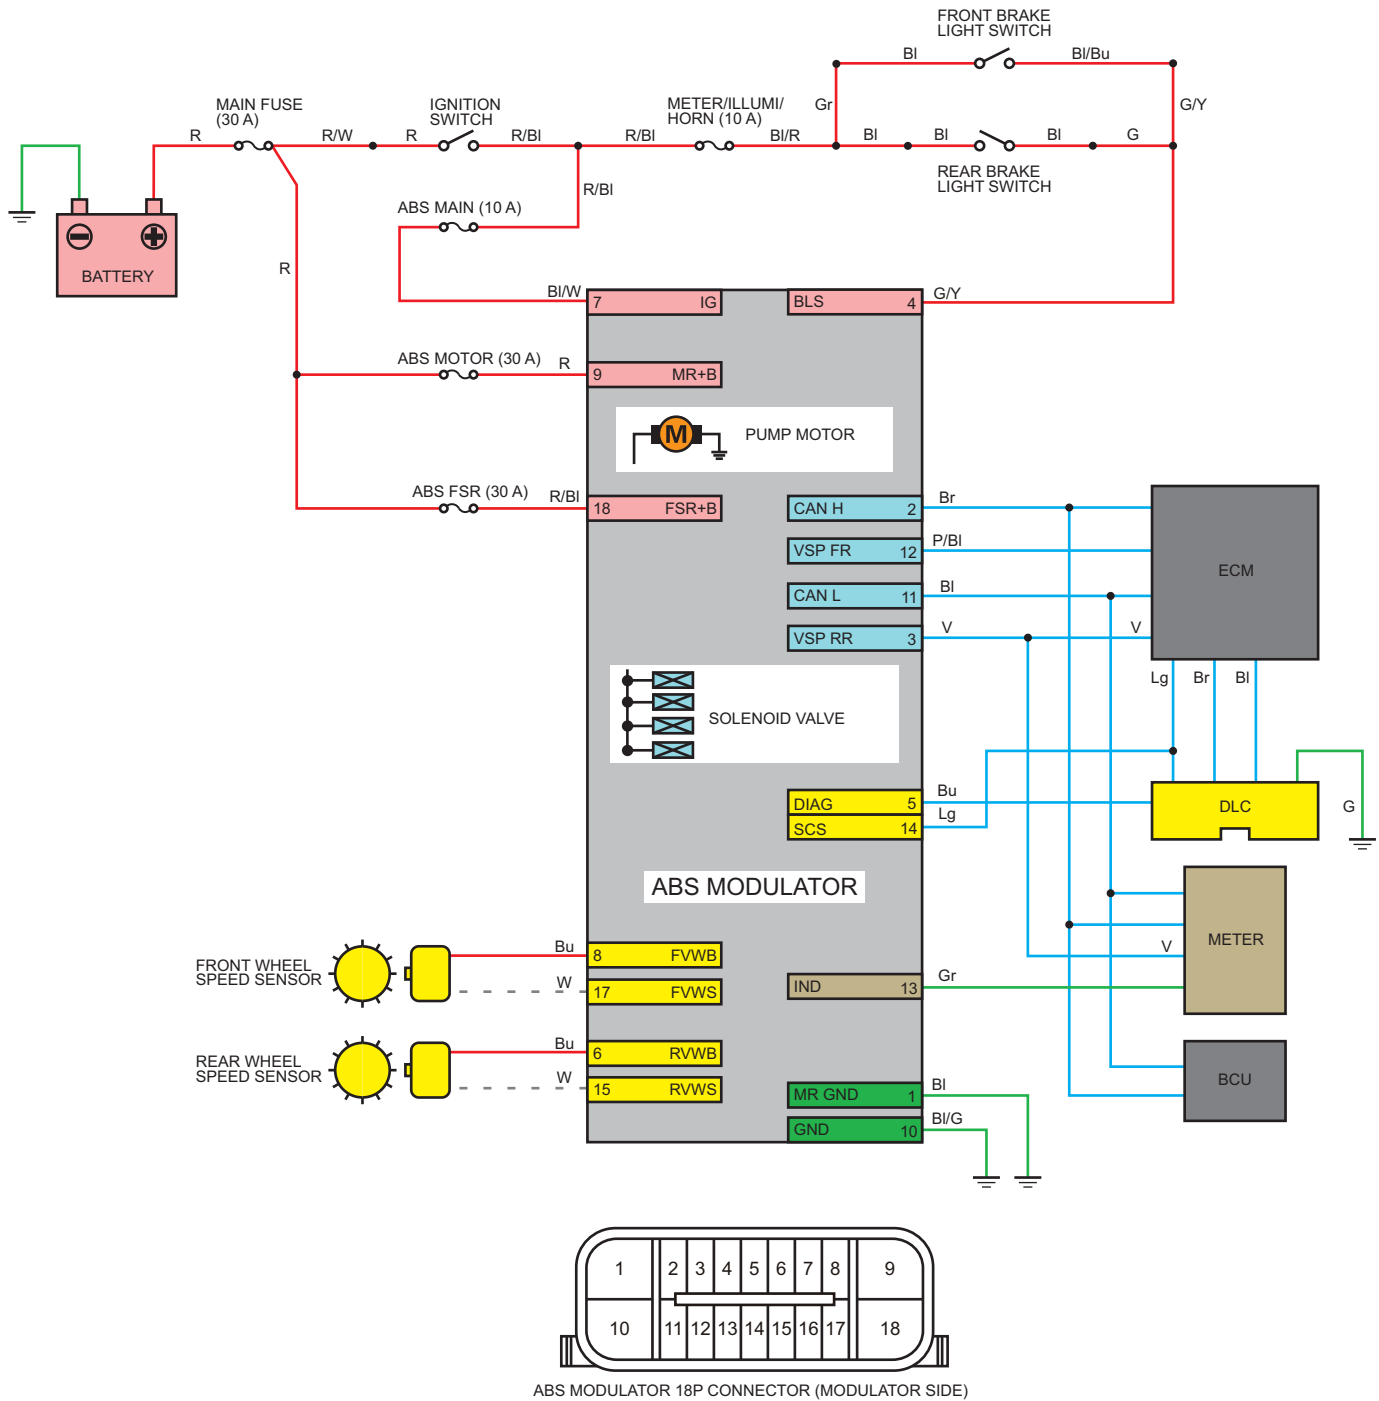 FRONT BRAKE
LIGHT SWITCH
Bl
Bl/Bu
MAIN FUSE
(30 A)
IGNITION
SWITCH
METER/ILLUMI/
HORN (10 A)
Gr
G/Y
R
R/W
R
R/Bl
R/Bl
Bl/R
Bl
Bl
Bl
G
REAR BRAKE
LIGHT SWITCH
R/Bl
ABS MAIN (10 A)
BATTERY
R
Bl/W
7 IG
BLS 4
G/Y
ABS MOTOR (30 A)
R
9 MR+B
M
PUMP MOTOR
ABS FSR (30 A)
R/Bl
18 FSR+B
CAN H 2
Br
VSP FR 12
P/Bl
ECM
CAN L 11
Bl
VSP RR 3
V
V
Lg
Br
Bl
SOLENOID VALVE
DIAG 5
Bu
DLC
G
SCS 14
Lg
ABS MODULATOR
FRONT WHEEL
SPEED SENSOR
Bu
8 FVWB
W
17 FVWS
METER
V
IND 13
Gr
REAR WHEEL
SPEED SENSOR
Bu
6 RVWB
W
15 RVWS
BCU
MR GND 1
Bl
GND 10
Bl/G
1 2 3 4 5 6 7 8 9
10 11 12 13 14 15 16 17 18
ABS MODULATOR 18P CONNECTOR (MODULATOR SIDE)